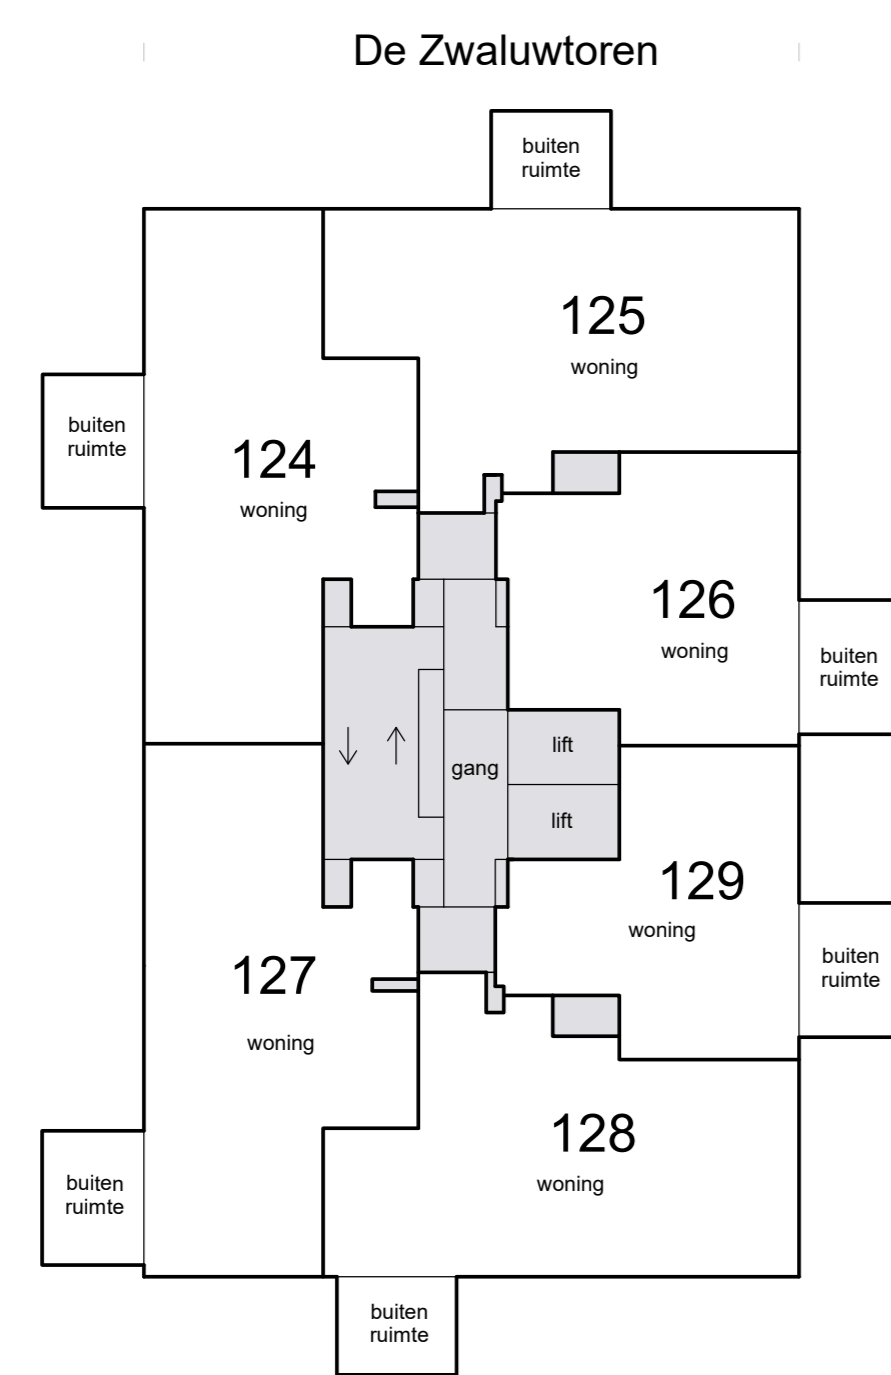 De Zwaluwtoren
buiten
ruimte
125
woning
buiten
ruimte
124
woning
126
woning
buiten
ruimte
lift
gang
lift
129
woning
buiten
ruimte
127
woning
128
woning
buiten
ruimte
buiten
ruimte